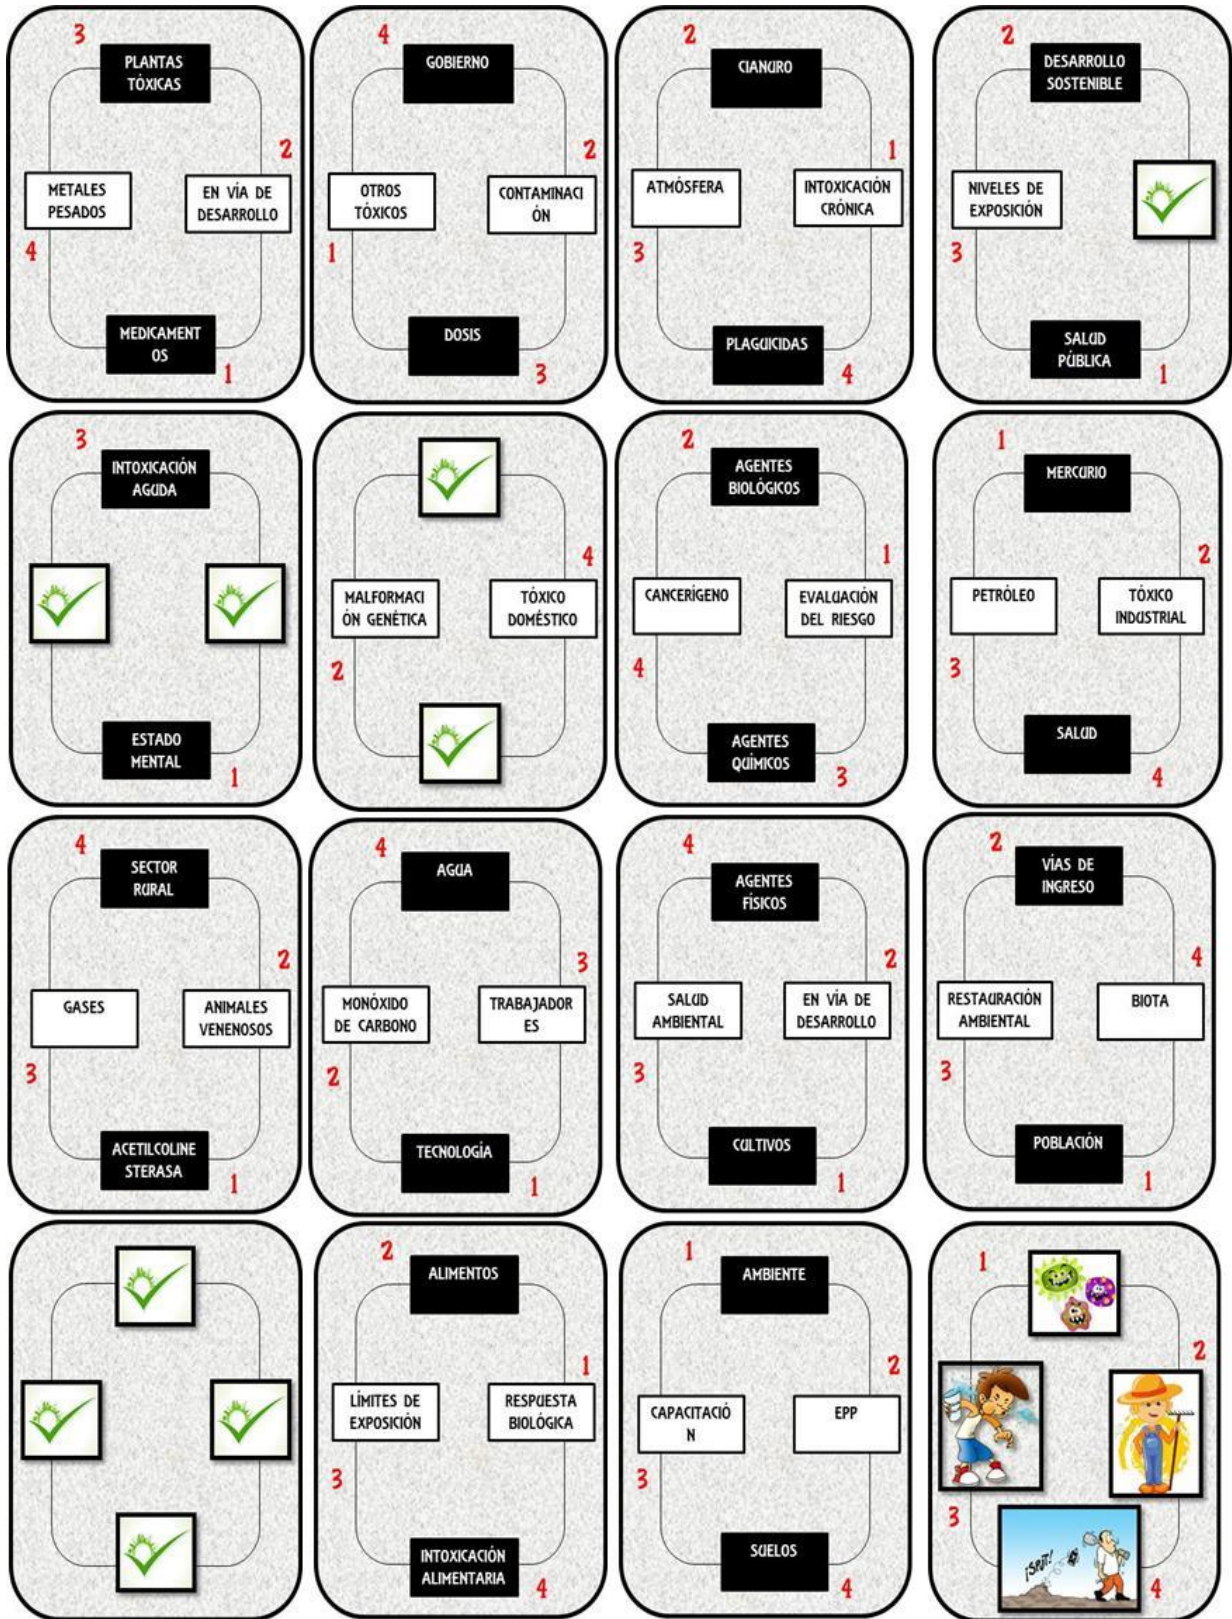 3
PLANTAS
TÓXICAS
2
METALES
PESADOS
EN VÍA DE
DESARROLLO
4
MEDICAMENT
OS
1
4
GOBIERNO
2
OTROS
TÓXICOS
CONTAMINACI
ÓN
1
DOSIS
3
2
CIANURO
1
ATMÓSFERA
INTOXICACIÓN
CRÓNICA
3
PLAGUICIDAS
4
2
DESARROLLO
SOSTENIBLE
NIVELES DE
EXPOSICIÓN
3
SALUD
PÚBLICA
1
3
INTOXICACIÓN
AGUDA
ESTADO
MENTAL
1
4
MALFORMACI
ÓN GENÉTICA
TÓXICO
DOMÉSTICO
2
2
AGENTES
BIOLÓGICOS
1
CANCERÍGENO
EVALUACIÓN
DEL RIESGO
4
AGENTES
QUÍMICOS
3
1
MERCURIO
2
PETRÓLEO
TÓXICO
INDUSTRIAL
3
SALUD
4
4
SECTOR
RURAL
2
GASES
ANIMALES
VENENOSOS
3
ACETILCOLINE
STERASA
1
4
AGUA
3
MONÓXIDO
DE CARBONO
TRABAJADOR
ES
2
TECNOLOGÍA
1
4
AGENTES
FÍSICOS
2
SALUD
AMBIENTAL
EN VÍA DE
DESARROLLO
3
CULTIVOS
1
2
VÍAS DE
INGRESO
4
RESTAURACIÓN
AMBIENTAL
BIOTA
3
POBLACIÓN
1
2
ALIMENTOS
1
LÍMITES DE
EXPOSICIÓN
RESPUESTA
BIOLÓGICA
3
INTOXICACIÓN
ALIMENTARIA
4
1
AMBIENTE
2
CAPACITACIÓ
N
EPP
3
SUELOS
4
1
2
3
¡SPUT!
4